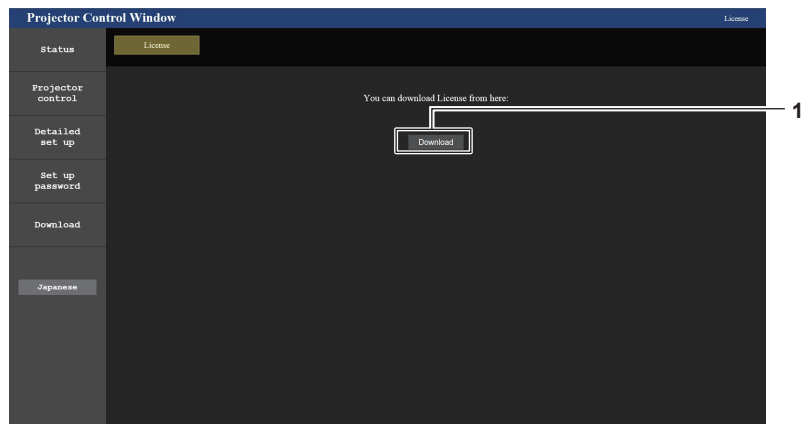 Projector Control Window
License
Status
License
Projector
control
You can download License from here:
1
Detailed
set up
Download
Set up
password
Download
Japanese